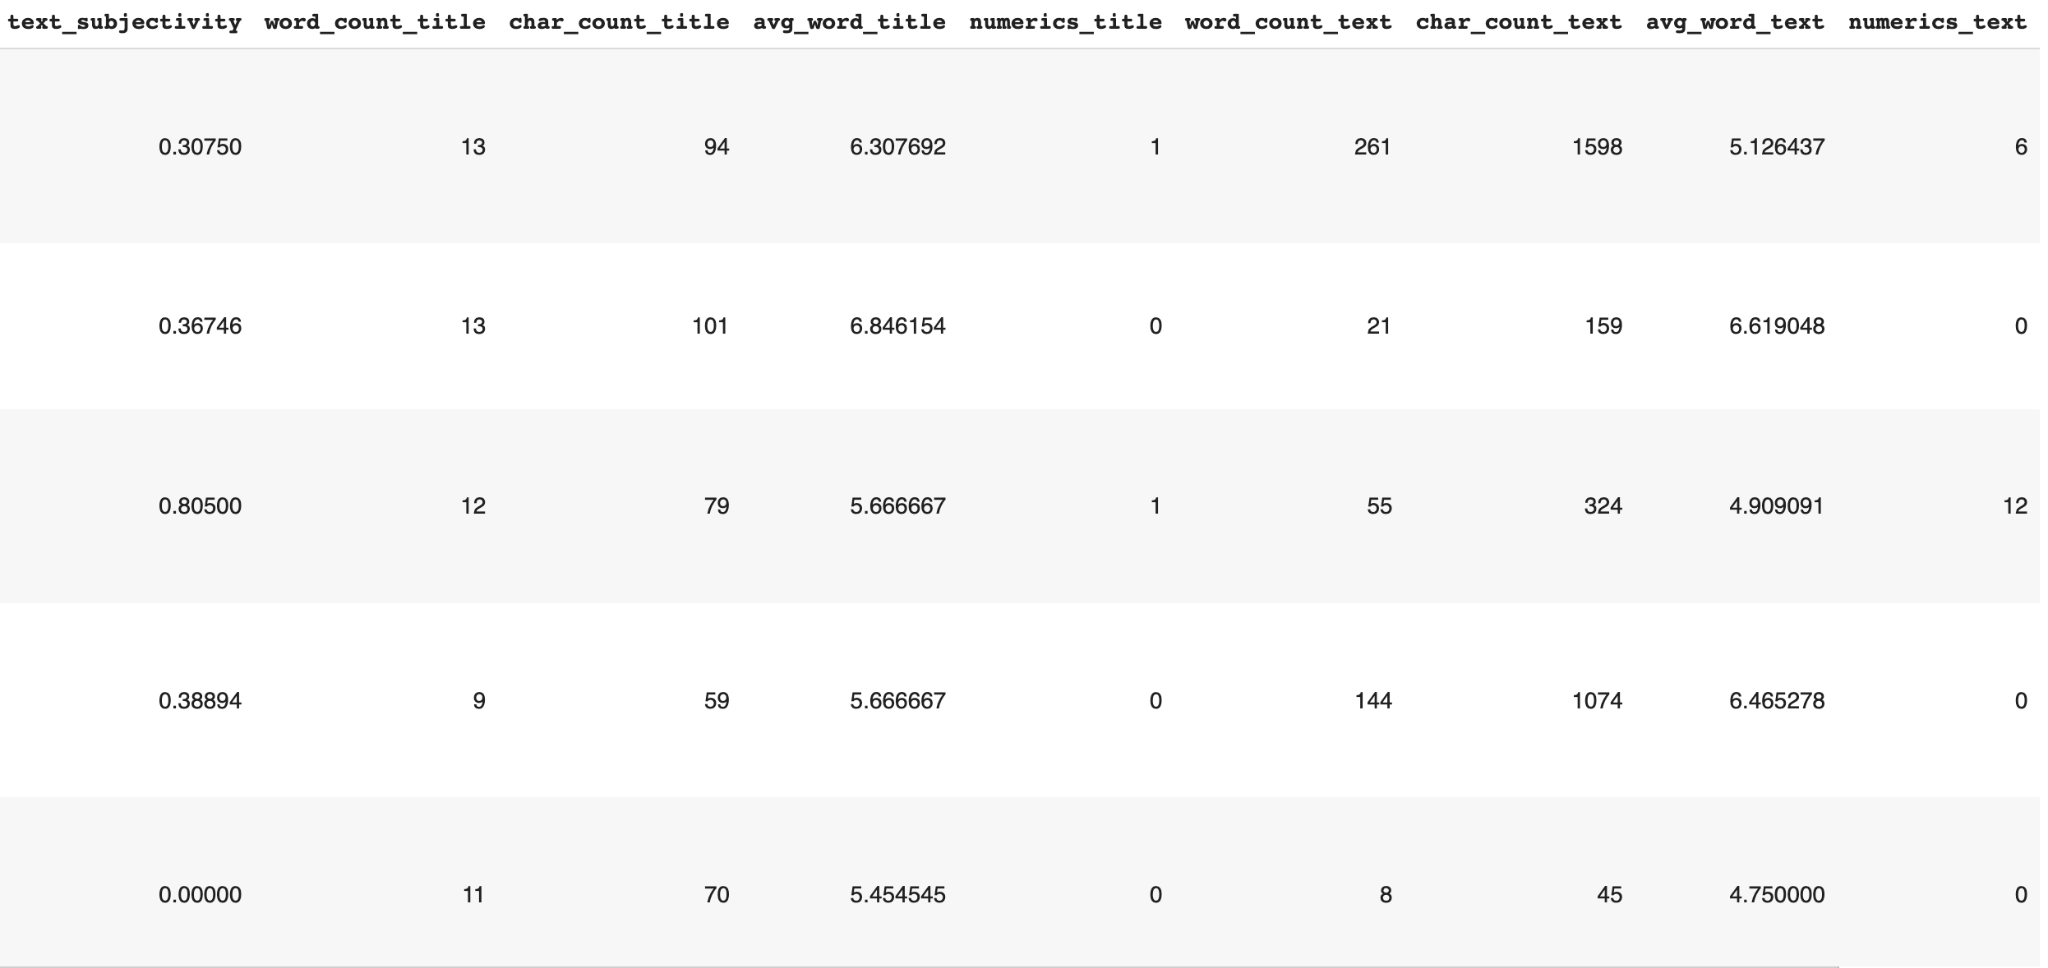 text_subjectivity word_count_title char_count_title avg_word_title numerics_title word_count_text char_count_text avg_word_text numerics_text
0.30750 13 94 6.307692 1 261 1598 5.126437 6
0.36746 13 101 6.846154 0 21 159 6.619048 0
0.80500 12 79 5.666667 1 55 324 4.909091 12
0.38894 9 59 5.666667 0 144 1074 6.465278 0
0.00000 11 70 5.454545 0 8 45 4.750000 0